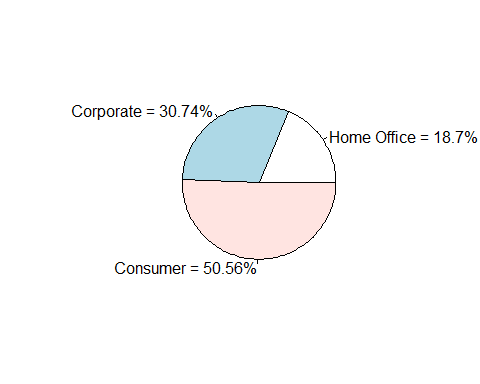 Corporate = 30.74%
Home Office = 18.7%
Consumer = 50.56%